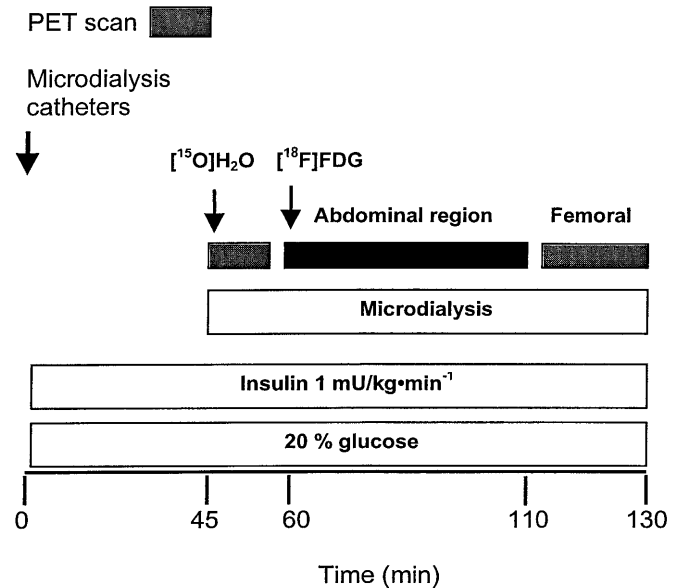 PET scan
Microdialysis
catheters
[¹⁵O]H₂O [¹⁸F]FDG
Abdominal region Femoral
Microdialysis
Insulin 1 mU/kg•min⁻¹
20 % glucose
0 45 60 110 130
Time (min)